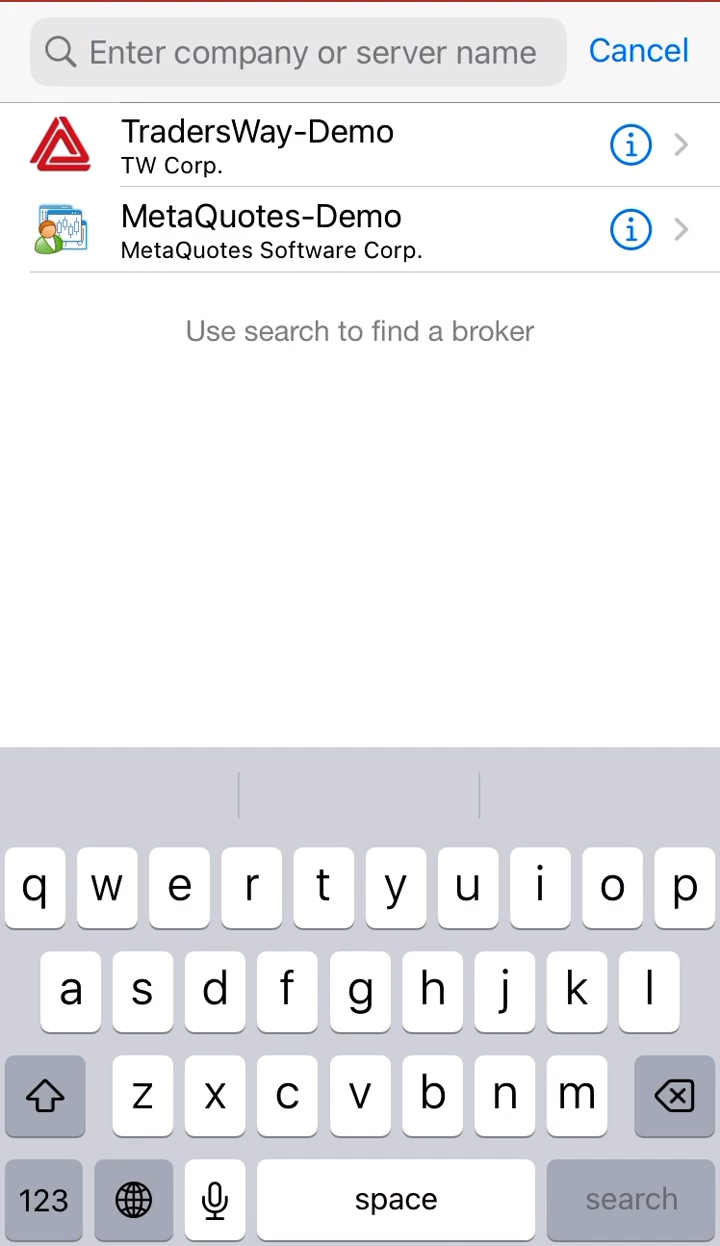 Enter company or server name Cancel
TradersWay-Demo
TW Corp.
MetaQuotes-Demo
MetaQuotes Software Corp.
Use search to find a broker
q w e r t y u i o p
a s d f g h j k l
z x c v b n m
123 space search